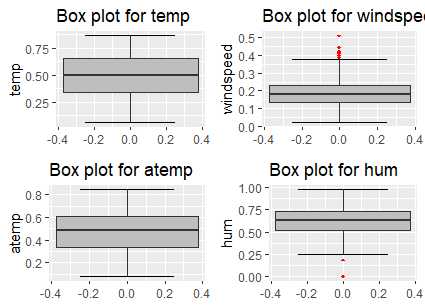 Box plot for temp
temp
0.75
0.50
0.25
-0.4 -0.2 0.0 0.2 0.4
Box plot for windspee
windspeed
0.5
0.4
0.3
0.2
0.1
0.0
-0.4 -0.2 0.0 0.2 0.4
Box plot for atemp
atemp
0.8
0.6
0.4
0.2
-0.4 -0.2 0.0 0.2 0.4
Box plot for hum
hum
1.00
0.75
0.50
0.25
0.00
-0.4 -0.2 0.0 0.2 0.4